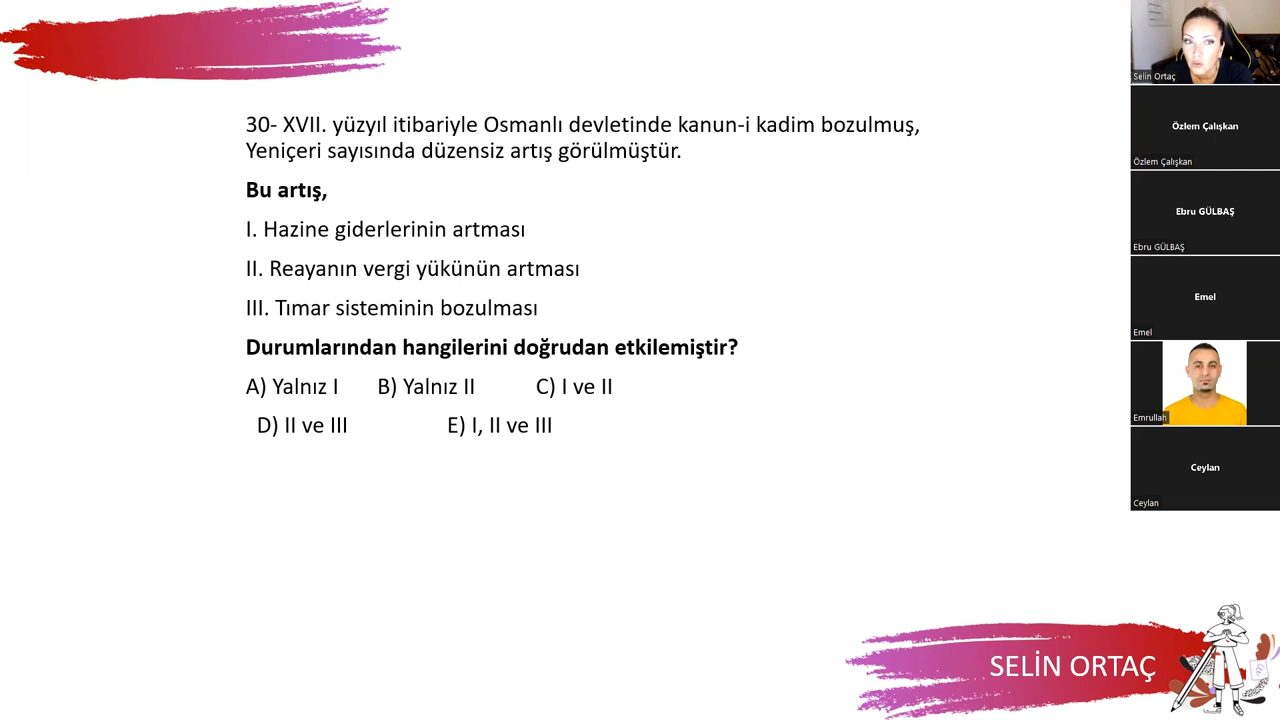 30- XVII. yüzyıl itibariyle Osmanlı devletinde kanun-i kadim bozulmuş,
Yeniçeri sayısında düzensiz artış görülmüştür.
Bu artış,
I. Hazine giderlerinin artması
II. Reayanın vergi yükünün artması
III. Tımar sisteminin bozulması
Durumlarından hangilerini doğrudan etkilemiştir?
A) Yalnız I B) Yalnız II C) I ve II
D) II ve III E) I, II ve III
Selin Ortaç
Özlem Çalışkan
Özlem Çalışkan
Ebru GÜLBAŞ
Ebru GÜLBAŞ
Emel
Emel
Emrullah
Ceylan
Ceylan
SELİN ORTAÇ